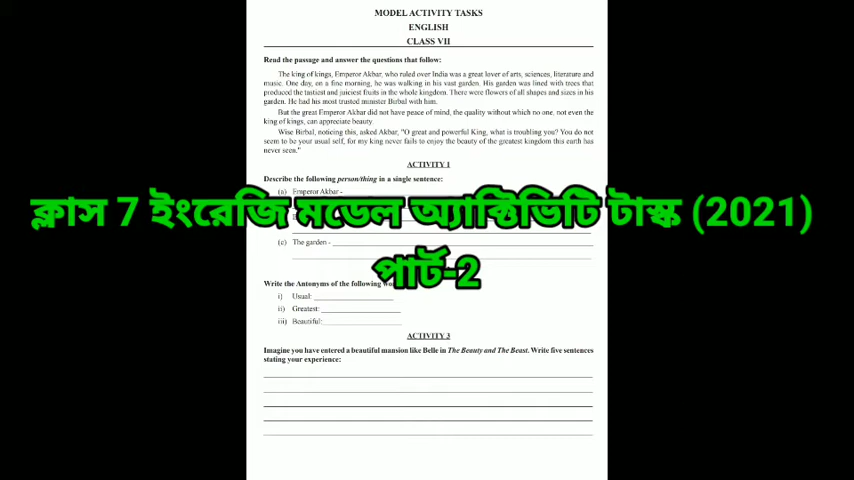 MODEL ACTIVITY TASKS
ENGLISH
CLASS VII
Read the passage and answer the questions that follow:
The king of kings, Emperor Akbar, who ruled over India was a great lover of arts, sciences, literature and
music. One day, on a fine morning, he was walking in his vast garden. His garden was lined with trees that
produced the tastiest and juiciest fruits in the whole kingdom. There were flowers of all shapes and sizes in his
garden. He had his most trusted minister Birbal with him.
But the great Emperor Akbar did not have peace of mind, the quality without which no one, not even the
king of kings, can appreciate beauty.
Wise Birbal, noticing this, asked Akbar, "O great and powerful King, what is troubling you? You do not
seem to be your usual self, for my king never fails to enjoy the beauty of the greatest kingdom this earth has
never seen."
ACTIVITY 1
Describe the following person/thing in a single sentence:
(a) Emperor Akbar -
ক্লাস 7 ইংরেজি মডেল অ্যাক্টিভিটি টাস্ক (2021)
(c) The garden -
পার্ট-2
Write the Antonyms of the following
i) Usual:
ii) Greatest:
iii) Beautiful:
ACTIVITY 3
Imagine you have entered a beautiful mansion like Belle in The Beauty and The Beast. Write five sentences
stating your experience: